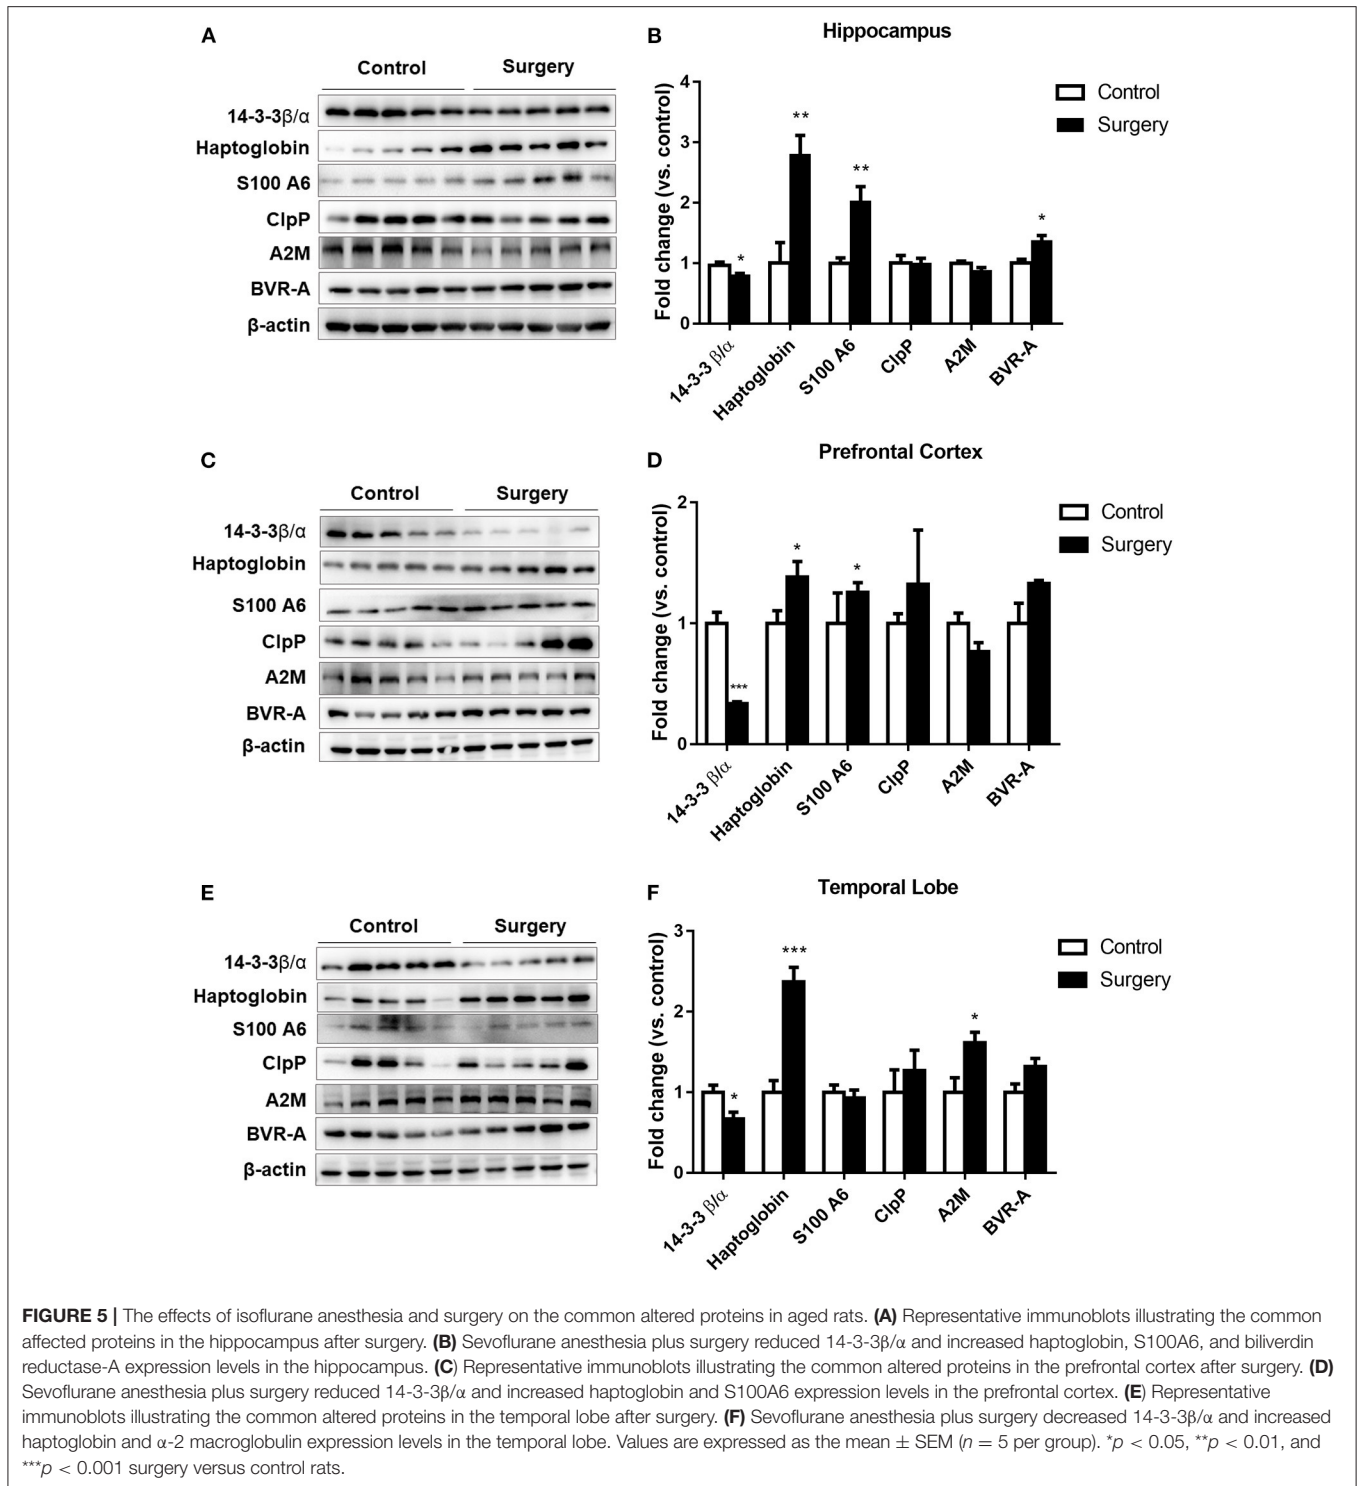 A
Control Surgery
14-3-3β/α
Haptoglobin
S100 A6
ClpP
A2M
BVR-A
β-actin
B
Hippocampus
Fold change (vs. control)
4
3
2
1
0
** ** * *
Control
Surgery
14-3-3 β/α
Haptoglobin
S100 A6
ClpP
A2M
BVR-A
C
Control Surgery
14-3-3β/α
Haptoglobin
S100 A6
ClpP
A2M
BVR-A
β-actin
D
Prefrontal Cortex
Fold change (vs. control)
2
1
0
*** * *
Control
Surgery
14-3-3 β/α
Haptoglobin
S100 A6
ClpP
A2M
BVR-A
E
Control Surgery
14-3-3β/α
Haptoglobin
S100 A6
ClpP
A2M
BVR-A
β-actin
F
Temporal Lobe
Fold change (vs. control)
3
2
1
0
* *** *
Control
Surgery
14-3-3 β/α
Haptoglobin
S100 A6
ClpP
A2M
BVR-A
FIGURE 5 | The effects of isoflurane anesthesia and surgery on the common altered proteins in aged rats. (A) Representative immunoblots illustrating the common
affected proteins in the hippocampus after surgery. (B) Sevoflurane anesthesia plus surgery reduced 14-3-3β/α and increased haptoglobin, S100A6, and biliverdin
reductase-A expression levels in the hippocampus. (C) Representative immunoblots illustrating the common altered proteins in the prefrontal cortex after surgery. (D)
Sevoflurane anesthesia plus surgery reduced 14-3-3β/α and increased haptoglobin and S100A6 expression levels in the prefrontal cortex. (E) Representative
immunoblots illustrating the common altered proteins in the temporal lobe after surgery. (F) Sevoflurane anesthesia plus surgery decreased 14-3-3β/α and increased
haptoglobin and α-2 macroglobulin expression levels in the temporal lobe. Values are expressed as the mean ± SEM (n = 5 per group). *p < 0.05, **p < 0.01, and
***p < 0.001 surgery versus control rats.